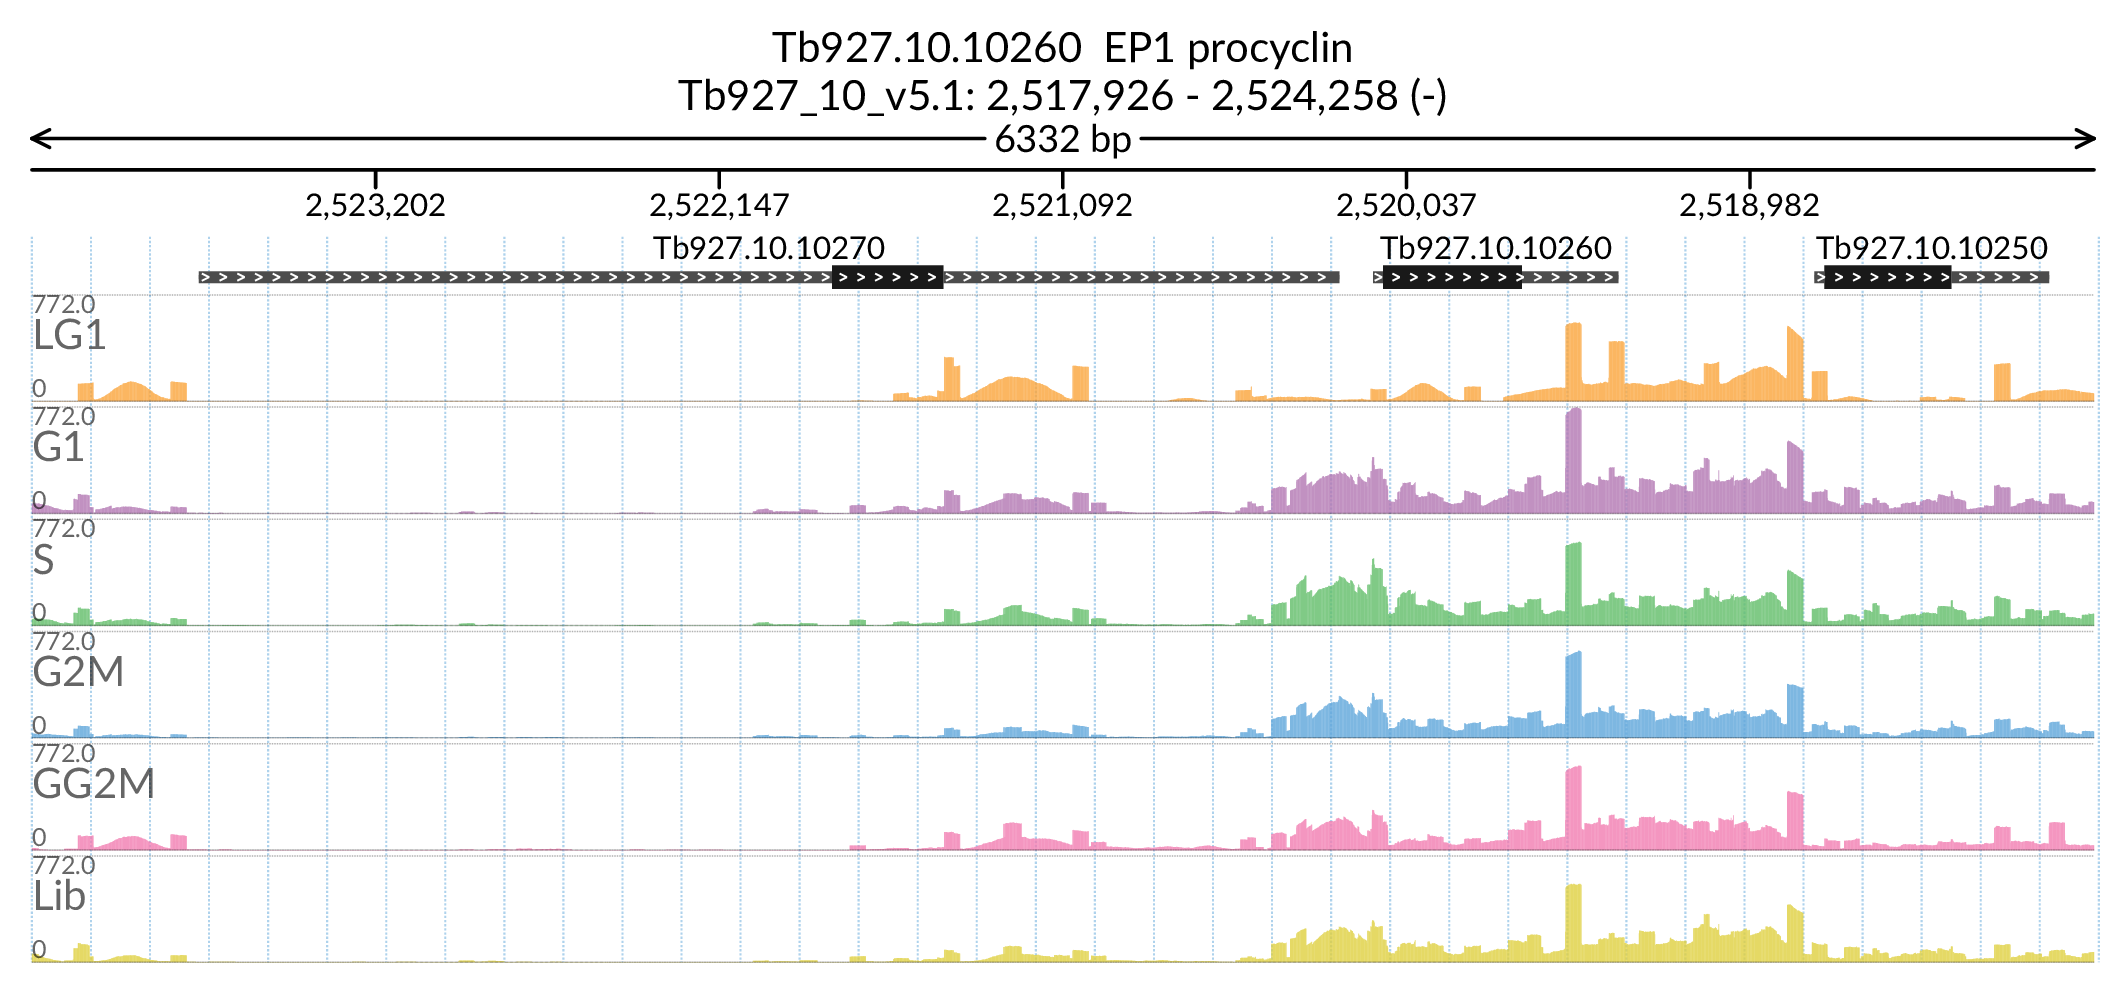 Tb927.10.10260  EP1 procyclin
Tb927_10_v5.1: 2,517,926 - 2,524,258 (-)
6332 bp
2,523,202 2,522,147 2,521,092 2,520,037 2,518,982
Tb927.10.10270 Tb927.10.10260 Tb927.10.10250
772.0
LG1
0
772.0
G1
0
772.0
S
0
772.0
G2M
0
772.0
GG2M
0
772.0
Lib
0